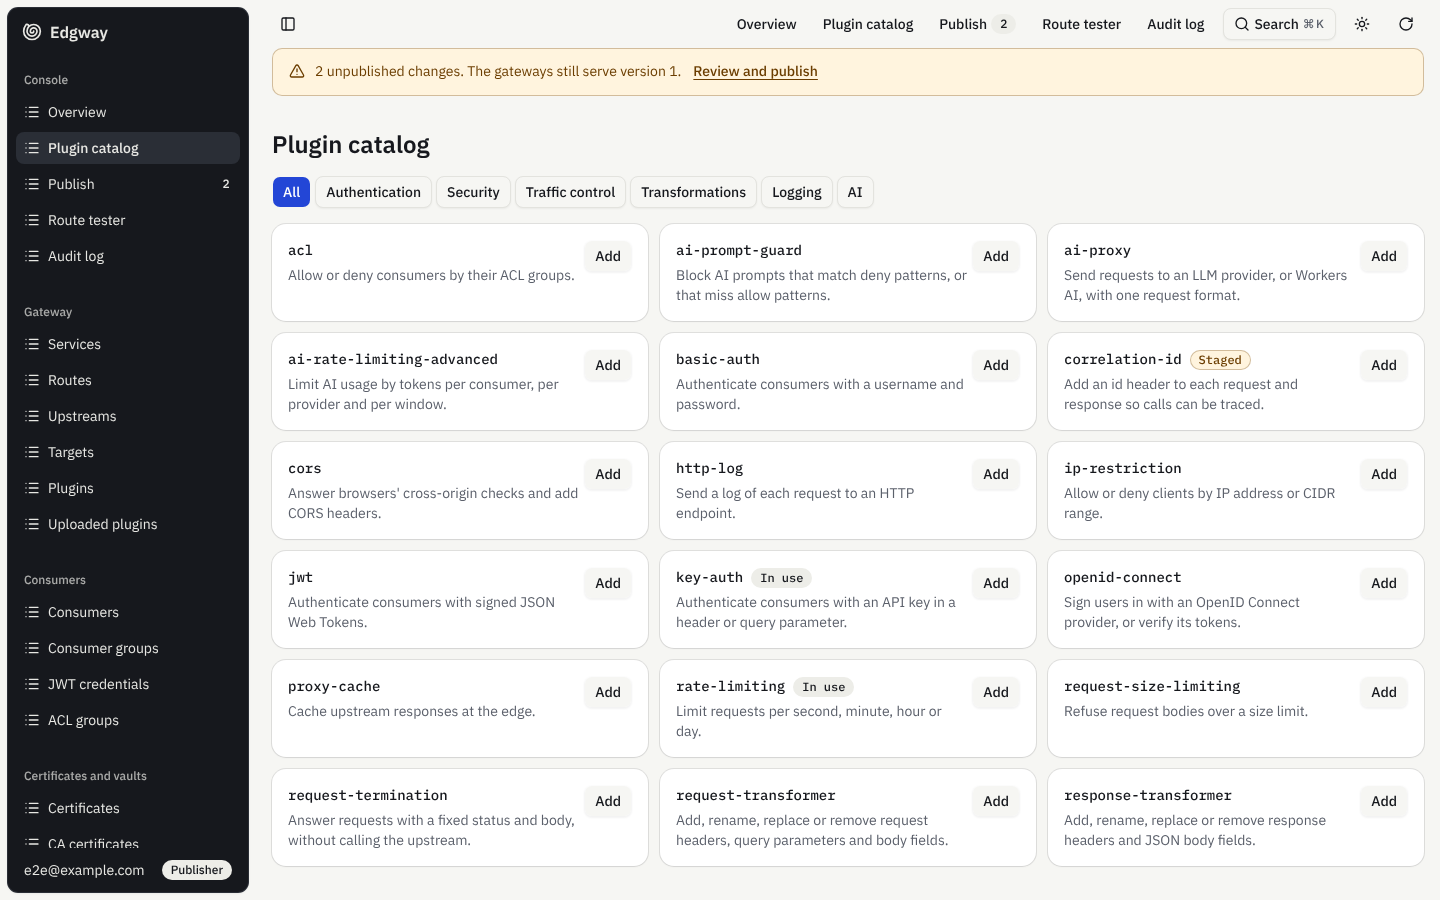 Edgway
Console
Overview
Plugin catalog
Publish 2
Route tester
Audit log
Gateway
Services
Routes
Upstreams
Targets
Plugins
Uploaded plugins
Consumers
Consumers
Consumer groups
JWT credentials
ACL groups
Certificates and vaults
Certificates
CA certificates
e2e@example.com Publisher
Overview Plugin catalog Publish 2 Route tester Audit log Search ⌘K
2 unpublished changes. The gateways still serve version 1. Review and publish
Plugin catalog
All Authentication Security Traffic control Transformations Logging AI
acl Add
Allow or deny consumers by their ACL groups.
ai-prompt-guard Add
Block AI prompts that match deny patterns, or
that miss allow patterns.
ai-proxy Add
Send requests to an LLM provider, or Workers
AI, with one request format.
ai-rate-limiting-advanced Add
Limit AI usage by tokens per consumer, per
provider and per window.
basic-auth Add
Authenticate consumers with a username and
password.
correlation-id Staged Add
Add an id header to each request and
response so calls can be traced.
cors Add
Answer browsers' cross-origin checks and add
CORS headers.
http-log Add
Send a log of each request to an HTTP
endpoint.
ip-restriction Add
Allow or deny clients by IP address or CIDR
range.
jwt Add
Authenticate consumers with signed JSON
Web Tokens.
key-auth In use Add
Authenticate consumers with an API key in a
header or query parameter.
openid-connect Add
Sign users in with an OpenID Connect
provider, or verify its tokens.
proxy-cache Add
Cache upstream responses at the edge.
rate-limiting In use Add
Limit requests per second, minute, hour or
day.
request-size-limiting Add
Refuse request bodies over a size limit.
request-termination Add
Answer requests with a fixed status and body,
without calling the upstream.
request-transformer Add
Add, rename, replace or remove request
headers, query parameters and body fields.
response-transformer Add
Add, rename, replace or remove response
headers and JSON body fields.